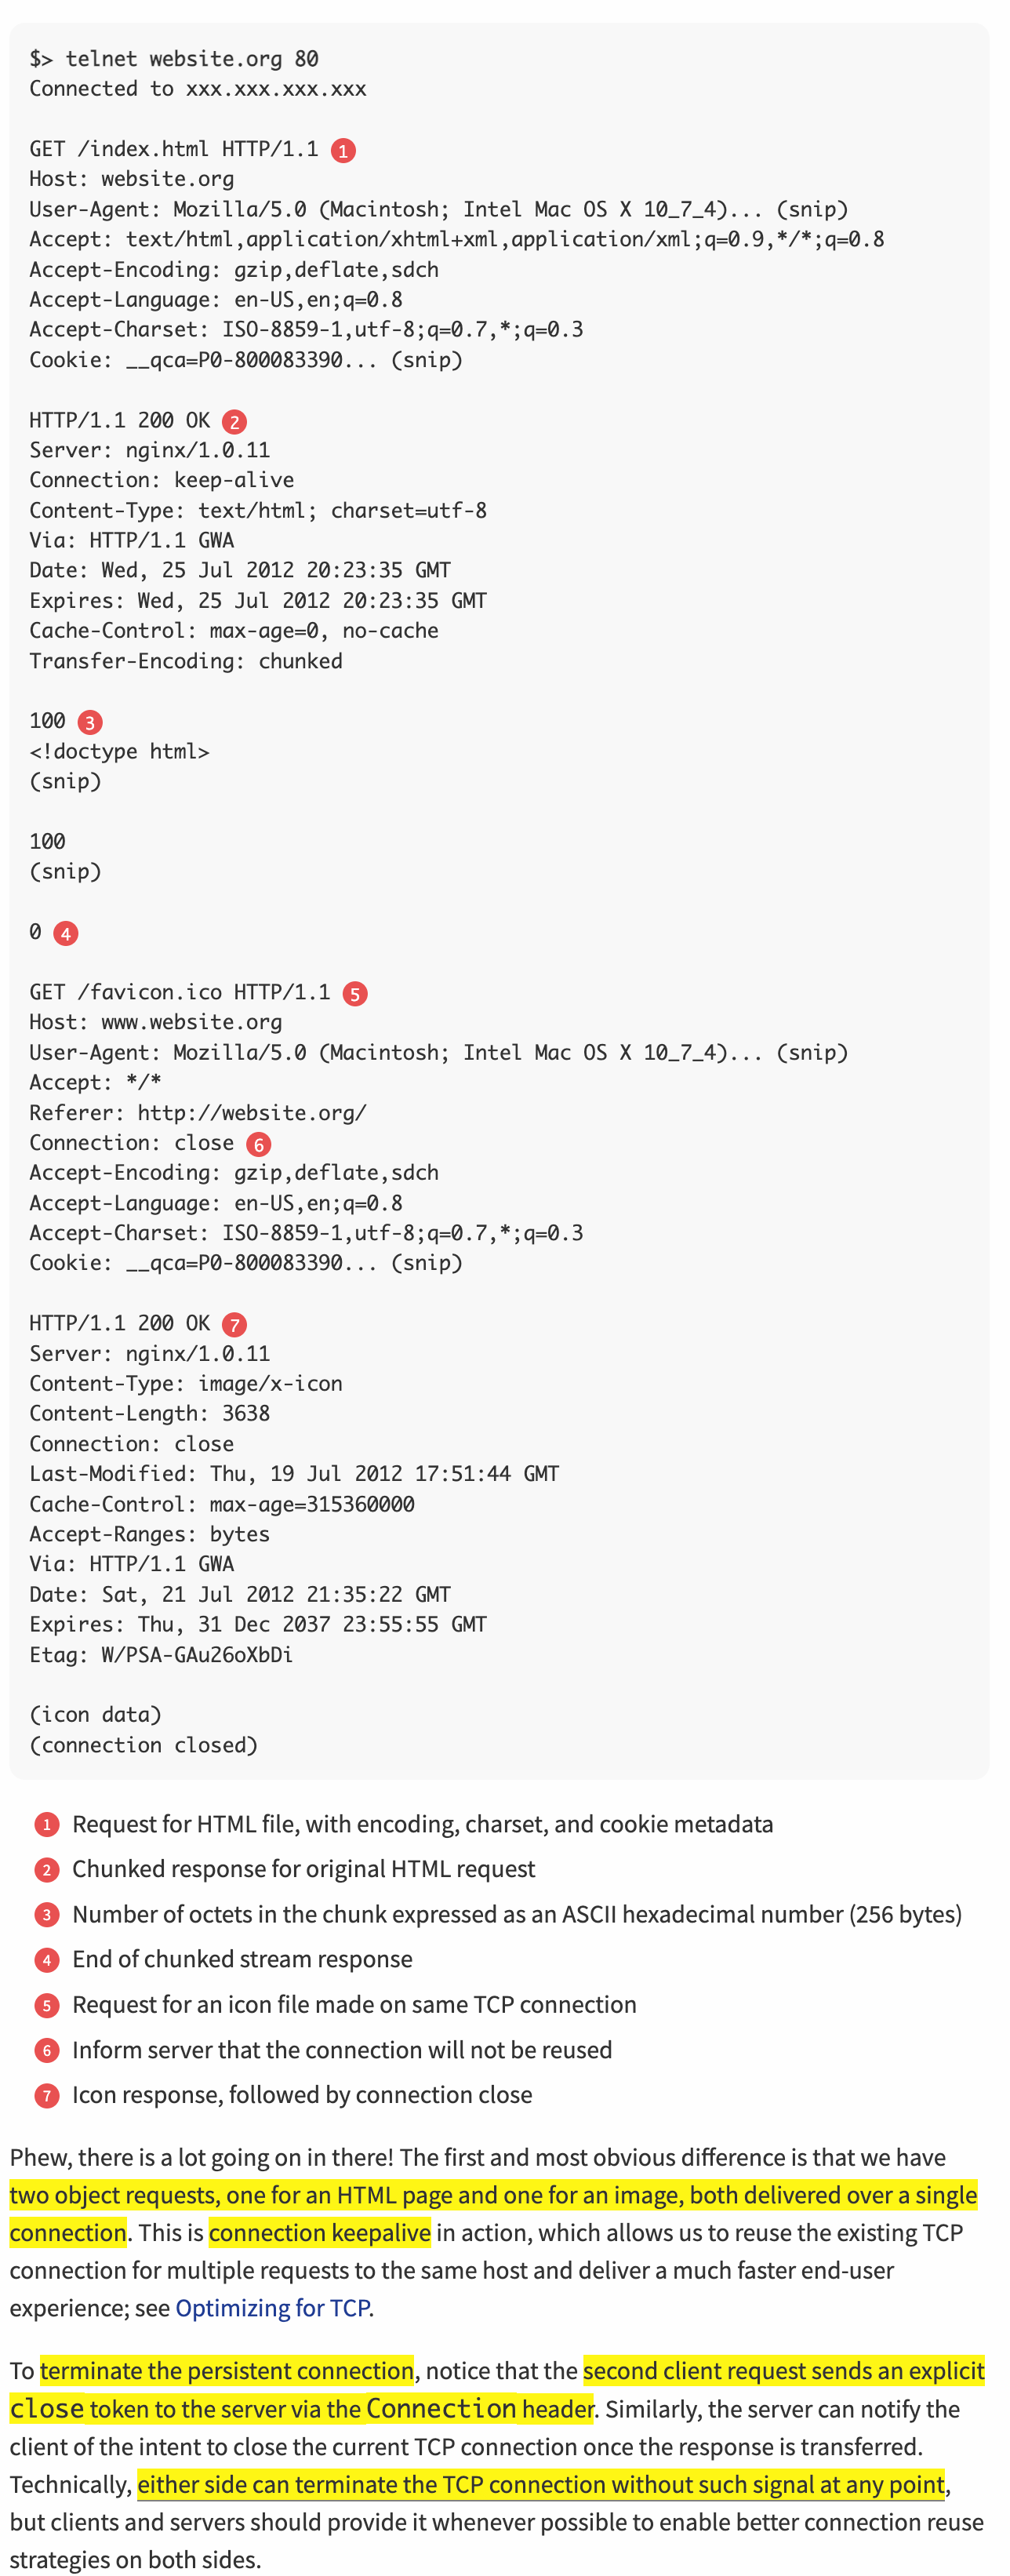 $> telnet website.org 80
Connected to xxx.xxx.xxx.xxx
GET /index.html HTTP/1.1 1
Host: website.org
User-Agent: Mozilla/5.0 (Macintosh; Intel Mac OS X 10_7_4)... (snip)
Accept: text/html,application/xhtml+xml,application/xml;q=0.9,*/*;q=0.8
Accept-Encoding: gzip,deflate,sdch
Accept-Language: en-US,en;q=0.8
Accept-Charset: ISO-8859-1,utf-8;q=0.7,*;q=0.3
Cookie: __qca=P0-800083390... (snip)
HTTP/1.1 200 OK 2
Server: nginx/1.0.11
Connection: keep-alive
Content-Type: text/html; charset=utf-8
Via: HTTP/1.1 GWA
Date: Wed, 25 Jul 2012 20:23:35 GMT
Expires: Wed, 25 Jul 2012 20:23:35 GMT
Cache-Control: max-age=0, no-cache
Transfer-Encoding: chunked
100 3
<!doctype html>
(snip)
100
(snip)
0 4
GET /favicon.ico HTTP/1.1 5
Host: www.website.org
User-Agent: Mozilla/5.0 (Macintosh; Intel Mac OS X 10_7_4)... (snip)
Accept: */*
Referer: http://website.org/
Connection: close 6
Accept-Encoding: gzip,deflate,sdch
Accept-Language: en-US,en;q=0.8
Accept-Charset: ISO-8859-1,utf-8;q=0.7,*;q=0.3
Cookie: __qca=P0-800083390... (snip)
HTTP/1.1 200 OK 7
Server: nginx/1.0.11
Content-Type: image/x-icon
Content-Length: 3638
Connection: close
Last-Modified: Thu, 19 Jul 2012 17:51:44 GMT
Cache-Control: max-age=315360000
Accept-Ranges: bytes
Via: HTTP/1.1 GWA
Date: Sat, 21 Jul 2012 21:35:22 GMT
Expires: Thu, 31 Dec 2037 23:55:55 GMT
Etag: W/PSA-GAu26oXbDi
(icon data)
(connection closed)
1 Request for HTML file, with encoding, charset, and cookie metadata
2 Chunked response for original HTML request
3 Number of octets in the chunk expressed as an ASCII hexadecimal number (256 bytes)
4 End of chunked stream response
5 Request for an icon file made on same TCP connection
6 Inform server that the connection will not be reused
7 Icon response, followed by connection close
Phew, there is a lot going on in there! The first and most obvious difference is that we have
two object requests, one for an HTML page and one for an image, both delivered over a single
connection. This is connection keepalive in action, which allows us to reuse the existing TCP
connection for multiple requests to the same host and deliver a much faster end-user
experience; see Optimizing for TCP.
To terminate the persistent connection, notice that the second client request sends an explicit
close token to the server via the Connection header. Similarly, the server can notify the
client of the intent to close the current TCP connection once the response is transferred.
Technically, either side can terminate the TCP connection without such signal at any point,
but clients and servers should provide it whenever possible to enable better connection reuse
strategies on both sides.